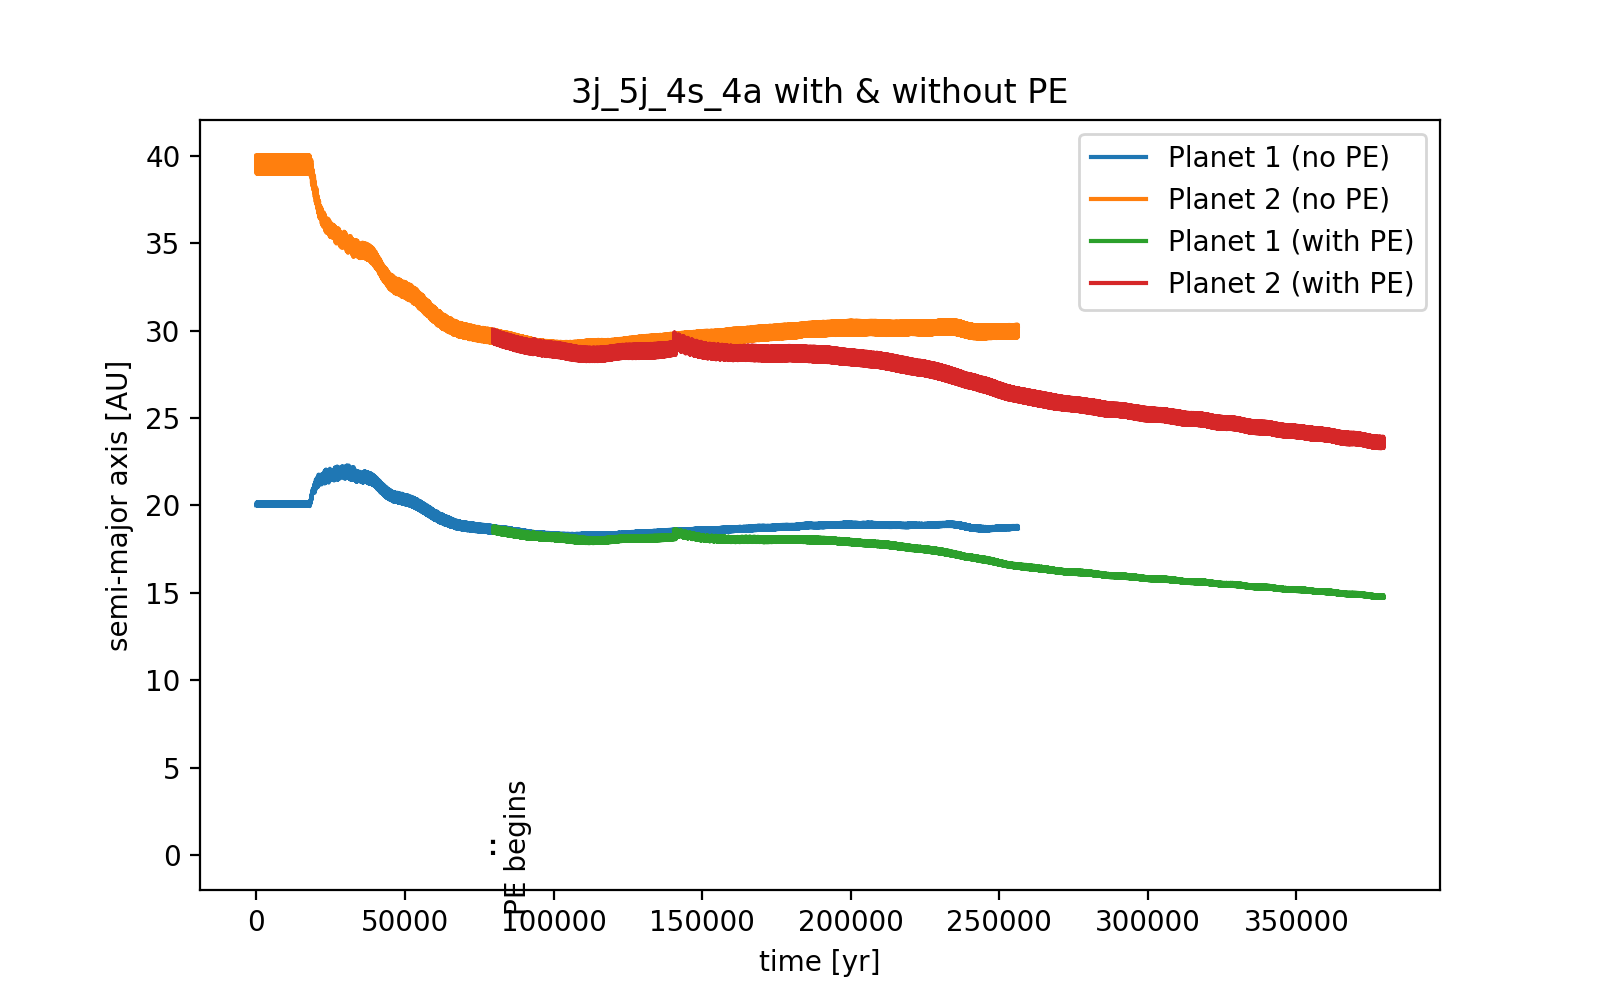 3j_5j_4s_4a with & without PE
Planet 1 (no PE)
Planet 2 (no PE)
Planet 1 (with PE)
Planet 2 (with PE)
semi-major axis [AU]
40
35
30
25
20
15
10
5
0
PE begins
0
50000
100000
150000
200000
250000
300000
350000
time [yr]